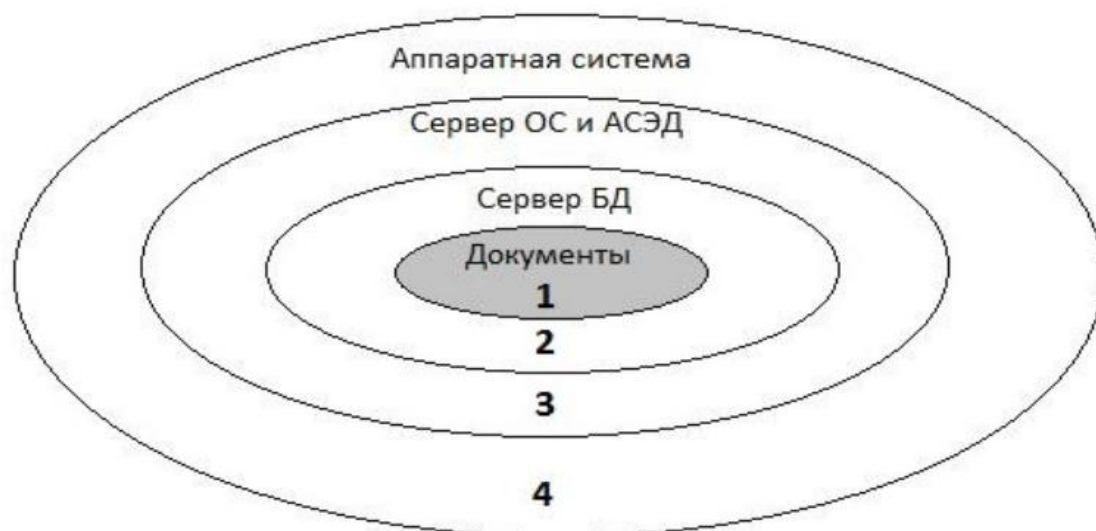 Аппаратная система
Сервер ОС и АСЭД
Сервер БД
Документы
1
2
3
4